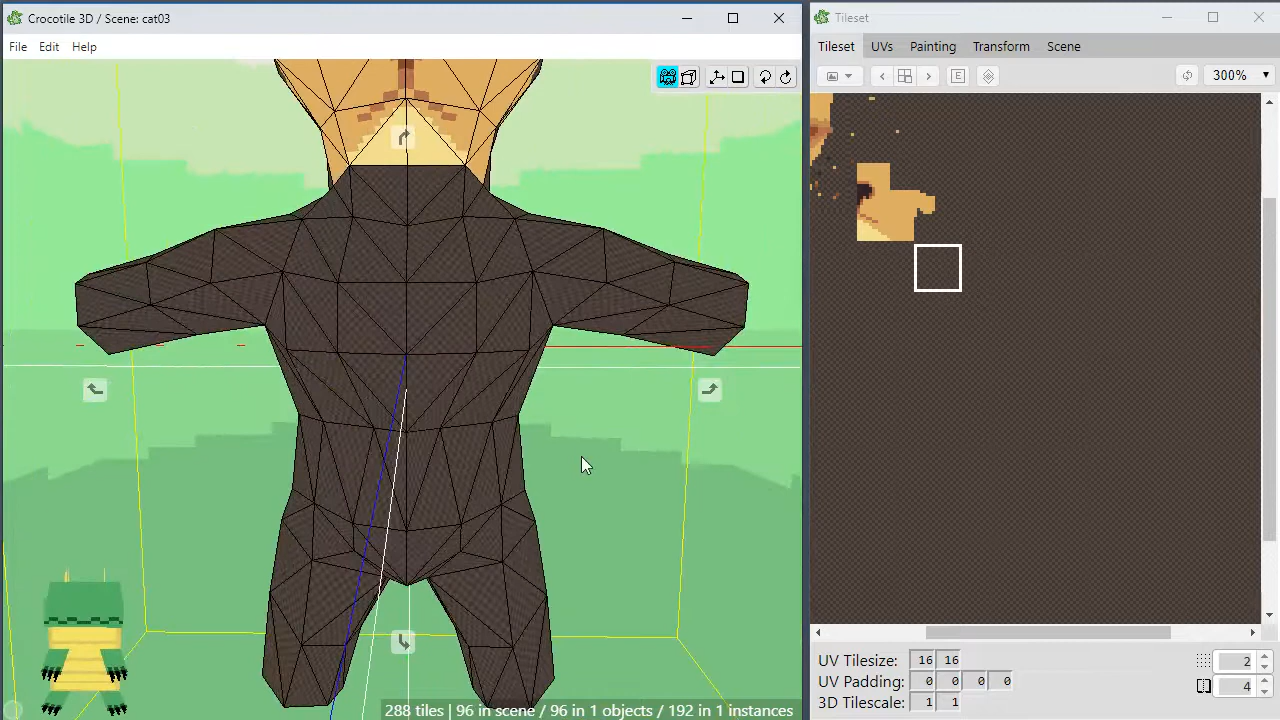 Crocotile 3D / Scene: cat03
File Edit Help
288 tiles | 96 in scene / 96 in 1 objects / 192 in 1 instances
Tileset
Tileset UVs Painting Transform Scene
E 300%
UV Tilesize: 16 16
UV Padding: 0 0 0 0
3D Tilescale: 1 1
2
4